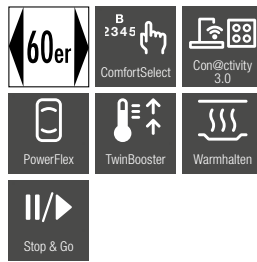 60er
B
2345
ComfortSelect
Con@ctivity
3.0
PowerFlex
TwinBooster
Warmhalten
Stop & Go